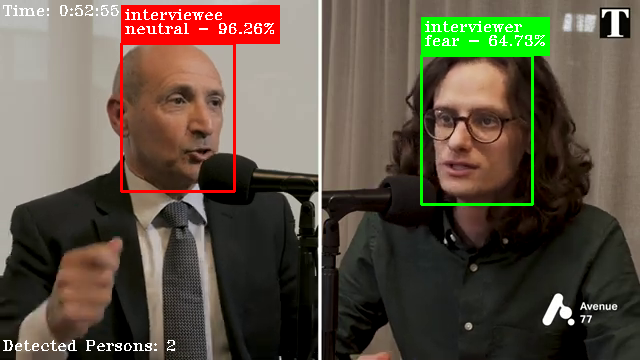 Time: 0:52:55
interviewee
neutral - 96.26%
interviewer
fear - 64.73%
T
Avenue
77
Detected Persons: 2